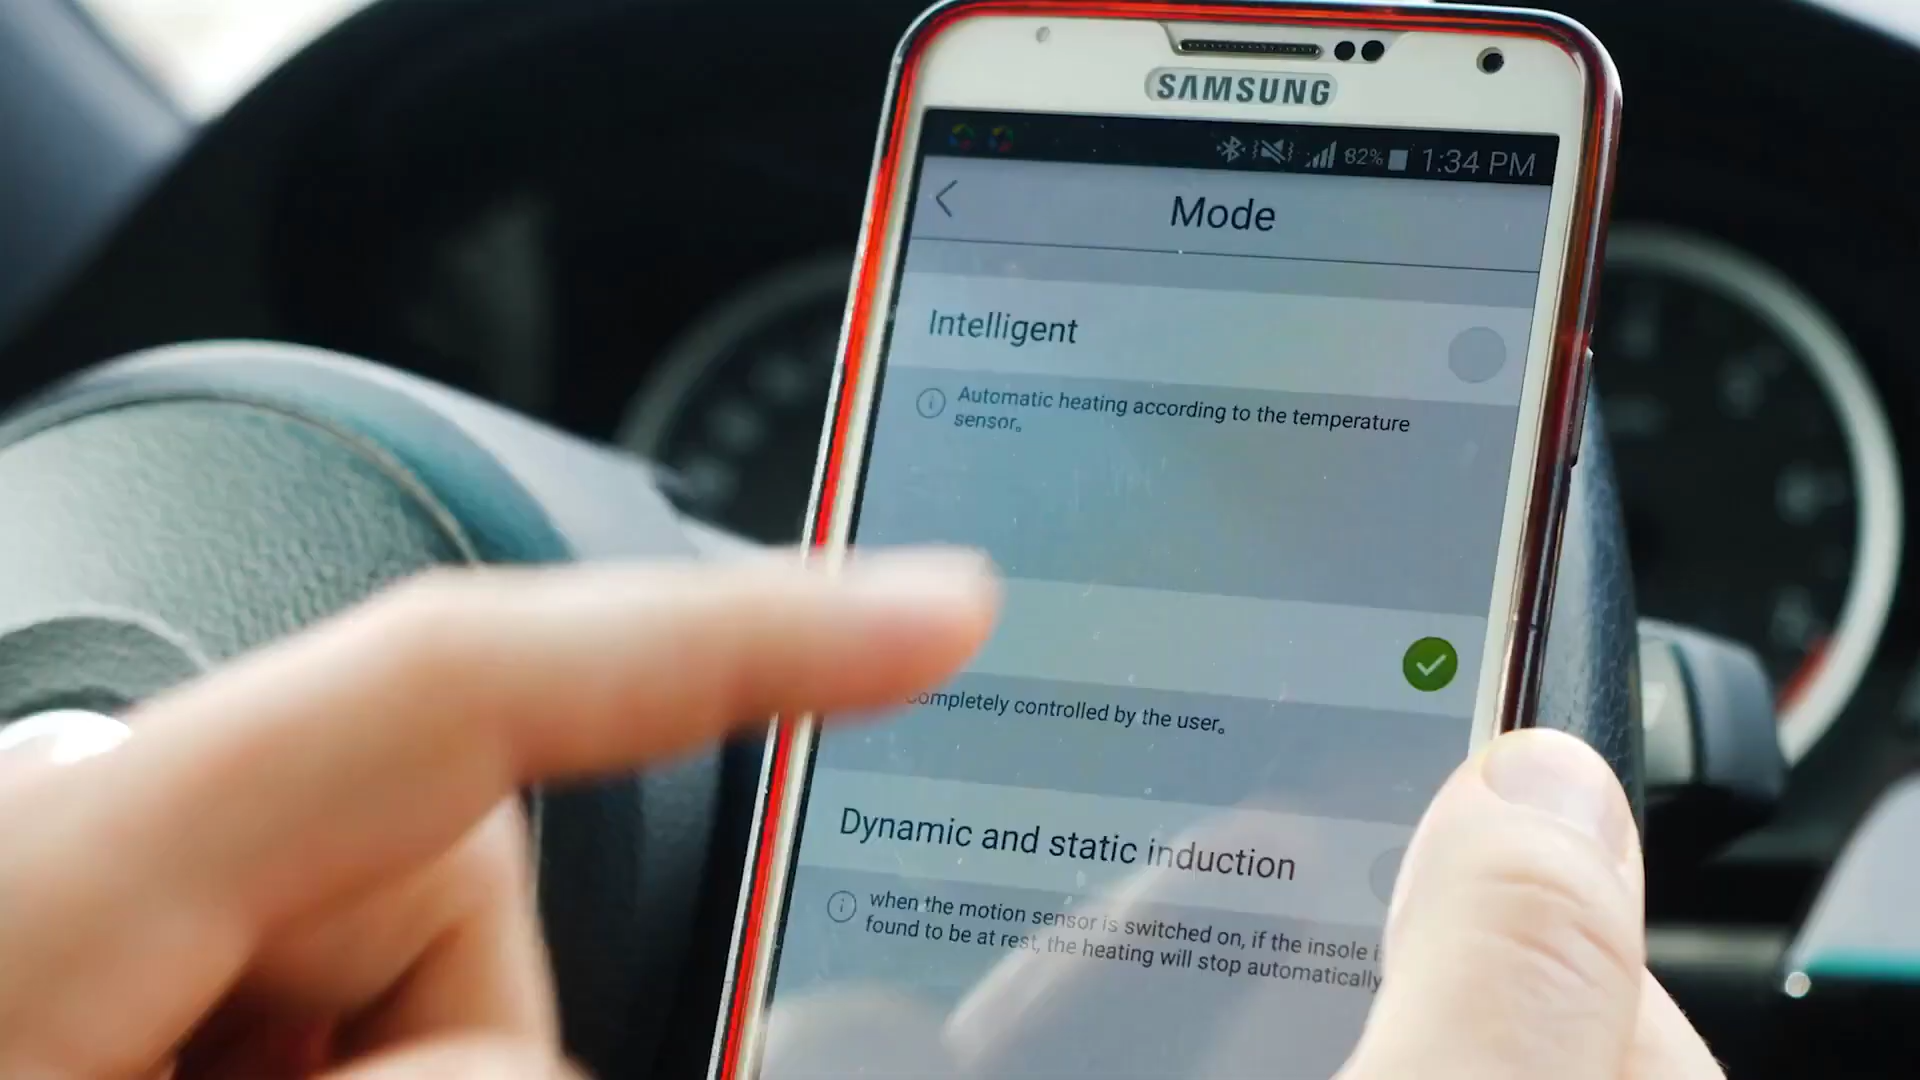 SAMSUNG
82% 1:34 PM
Mode
Intelligent
Automatic heating according to the temperature
sensor。
completely controlled by the user。
Dynamic and static induction
when the motion sensor is switched on, if the insole
found to be at rest, the heating will stop automatically